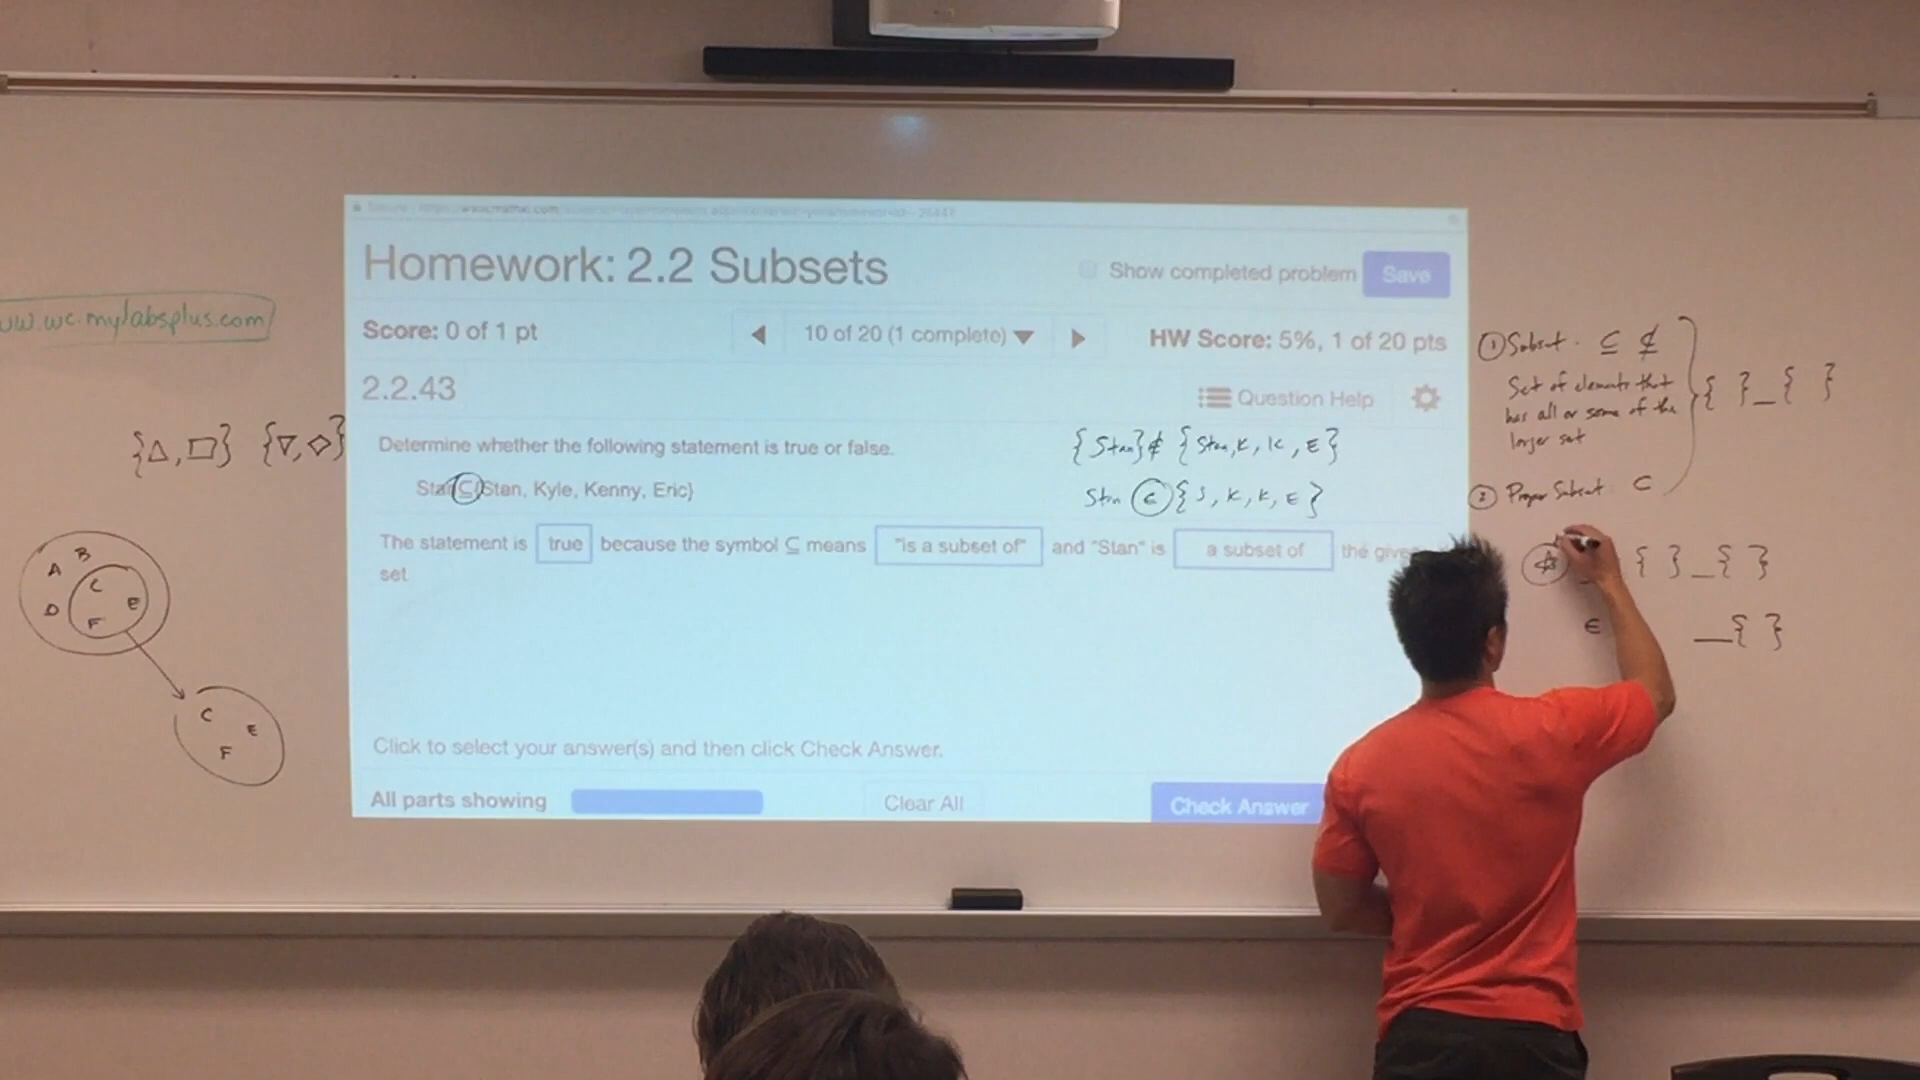 Homework: 2.2 Subsets
Show completed problem
Save
Score: 0 of 1 pt
10 of 20 (1 complete)
HW Score: 5%, 1 of 20 pts
2.2.43
Question Help
Determine whether the following statement is true or false.
Stan ⊆ {Stan, Kyle, Kenny, Eric}
The statement is true because the symbol ⊆ means "is a subset of" and "Stan" is a subset of the
set
Click to select your answer(s) and then click Check Answer.
All parts showing
Clear All
Check Answer
.wc.mylabsplus.com/
{△, □} {▽, ◇}
A B
C
D E
F
C E
F
{Stan} ⊄ {Stan, K, K, E}
Stan ∈ {S, K, K, E}
① Subset: ⊆ ⊄
Set of elements that
has all or some of the
larger set
{ } _ { }
② Proper Subset: ⊂
{ } _ { }
∈ _ { }